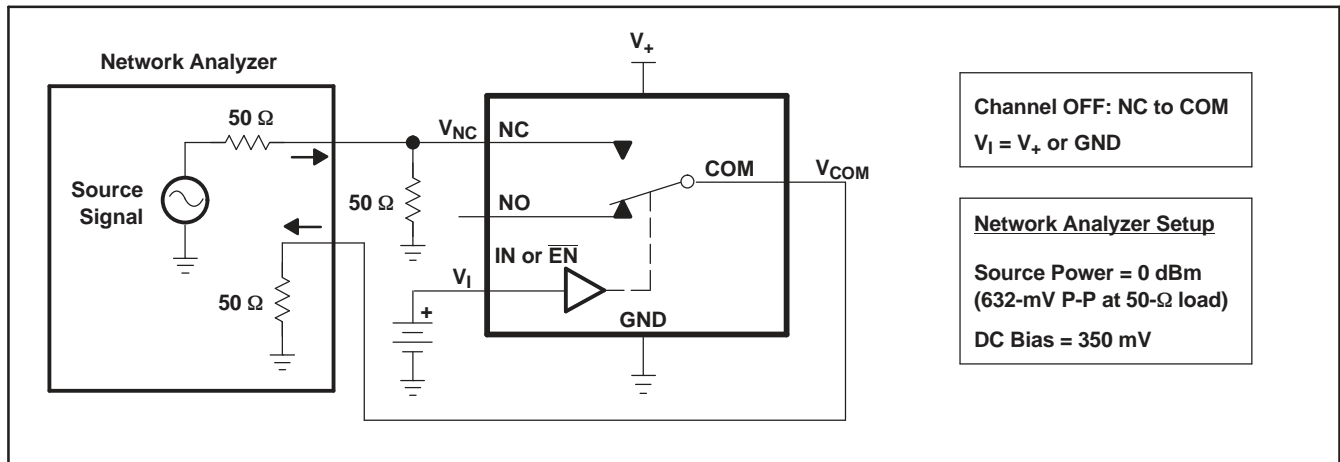 Network Analyzer
50 Ω
Source
Signal
50 Ω
50 Ω
V+
VNC
NC
NO
COM
VCOM
IN or E̅N̅
VI
+
GND
Channel OFF: NC to COM
VI = V+ or GND
Network Analyzer Setup
Source Power = 0 dBm
(632-mV P-P at 50-Ω load)
DC Bias = 350 mV